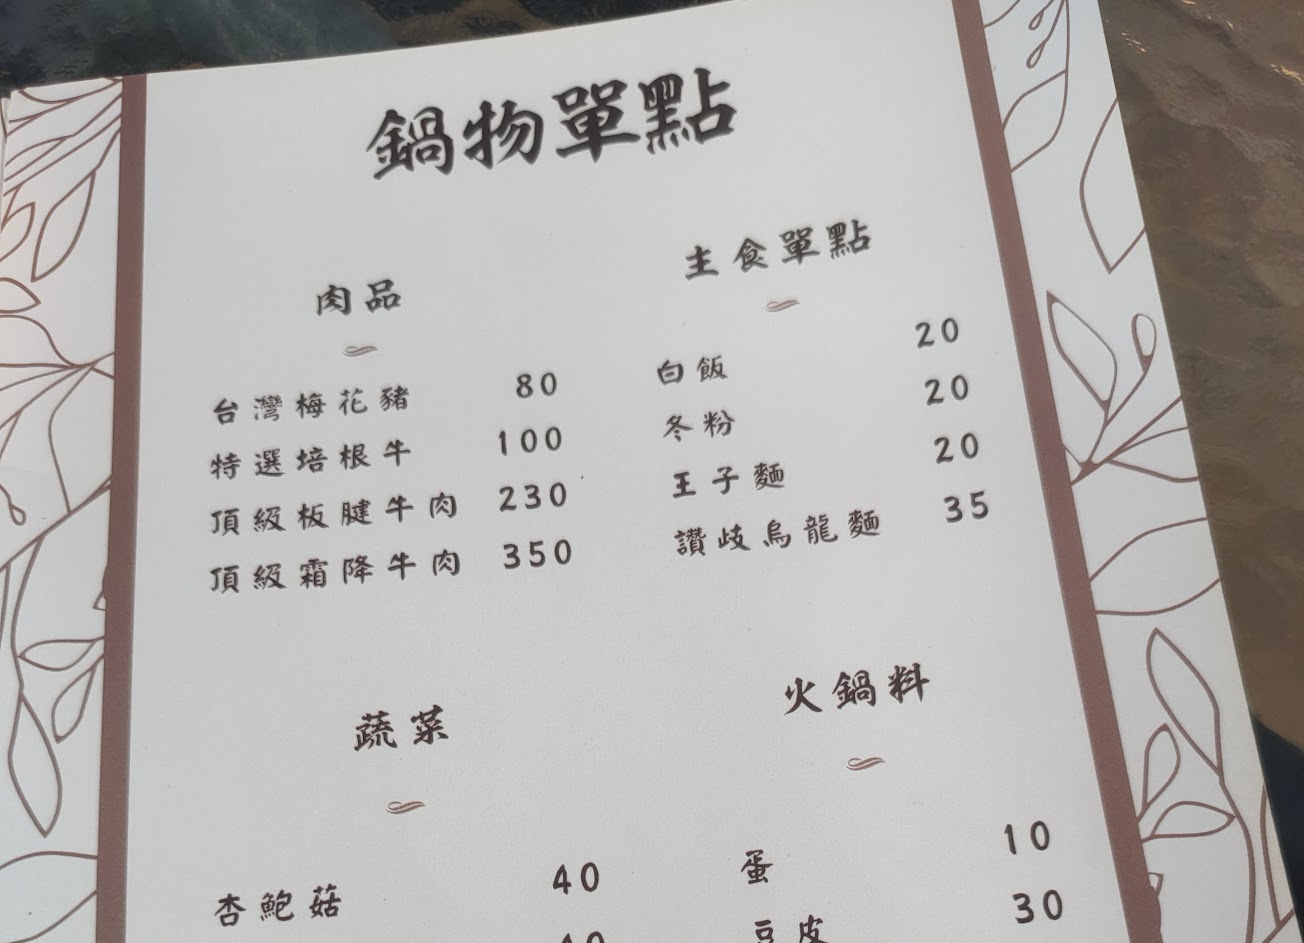 鍋物單點
肉品
台灣梅花豬 80
特選培根牛 100
頂級板腱牛肉 230
頂級霜降牛肉 350
主食單點
白飯 20
冬粉 20
王子麵 20
讚岐烏龍麵 35
蔬菜
杏鮑菇 40
40
火鍋料
蛋 10
豆皮 30